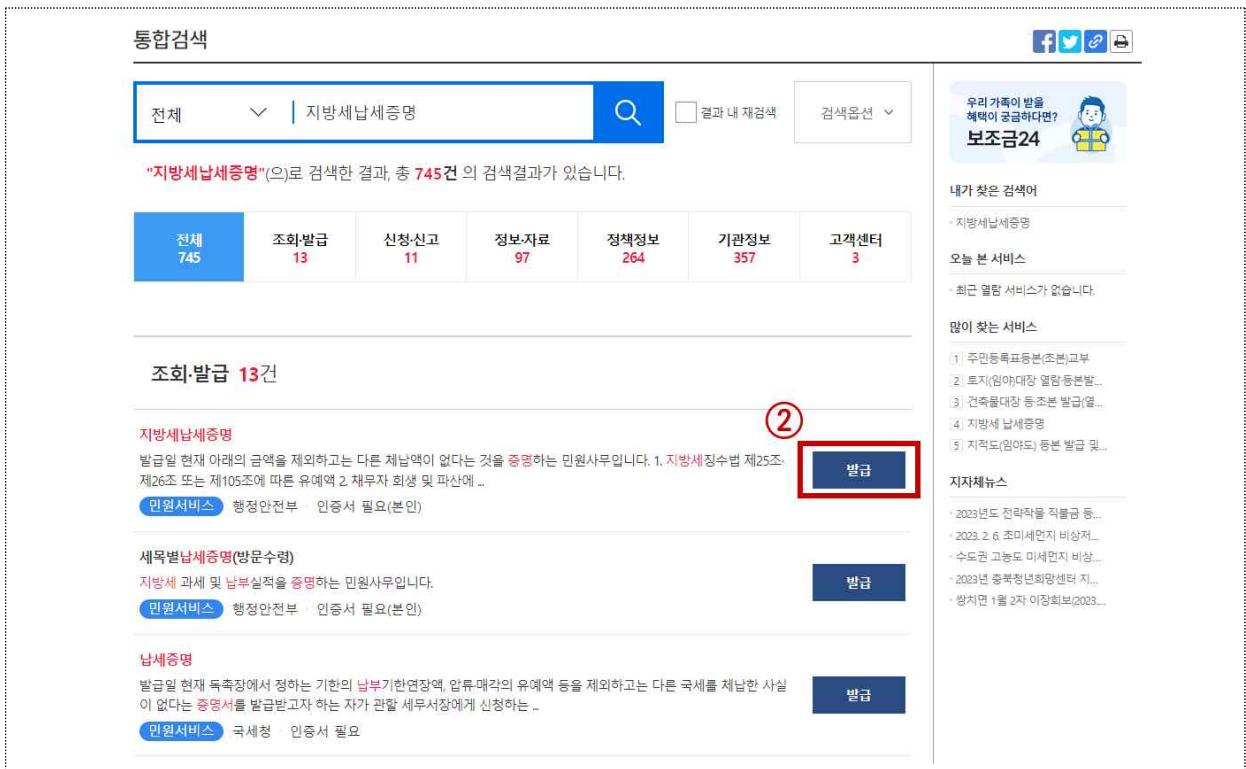 통합검색
전체
지방세납세증명
결과 내 재검색
검색옵션
"지방세납세증명"(으)로 검색한 결과, 총 745건 의 검색결과가 있습니다.
전체
745
조회·발급
13
신청·신고
11
정보·자료
97
정책정보
264
기관정보
357
고객센터
3
조회·발급 13건
②
지방세납세증명
발급일 현재 아래의 금액을 제외하고는 다른 체납액이 없다는 것을 증명하는 민원사무입니다. 1. 지방세징수법 제25조·
제26조 또는 제105조에 따른 유예액 2. 채무자 회생 및 파산에 ...
발급
민원서비스 행정안전부 · 인증서 필요(본인)
세목별납세증명(방문수령)
지방세 과세 및 납부실적을 증명하는 민원사무입니다.
발급
민원서비스 행정안전부 · 인증서 필요(본인)
납세증명
발급일 현재 독촉장에서 정하는 기한의 납부기한연장액, 압류·매각의 유예액 등을 제외하고는 다른 국세를 체납한 사실
이 없다는 증명서를 발급받고자 하는 자가 관할 세무서장에게 신청하는 ...
발급
민원서비스 국세청 · 인증서 필요
우리 가족이 받을
혜택이 궁금하다면?
보조금24
내가 찾은 검색어
· 지방세납세증명
오늘 본 서비스
· 최근 열람 서비스가 없습니다.
많이 찾는 서비스
1 주민등록표등본(초본)교부
2 토지(임야)대장 열람·등본발...
3 건축물대장 등·초본 발급(열...
4 지방세 납세증명
5 지적도(임야도) 등본 발급 및...
지자체뉴스
· 2023년도 전략작물 직불금 등...
· 2023. 2. 6. 초미세먼지 비상저...
· 수도권 고농도 미세먼지 비상...
· 2023년 충북청년희망센터 지...
· 쌍치면 1월 2자 이장회보(2023....